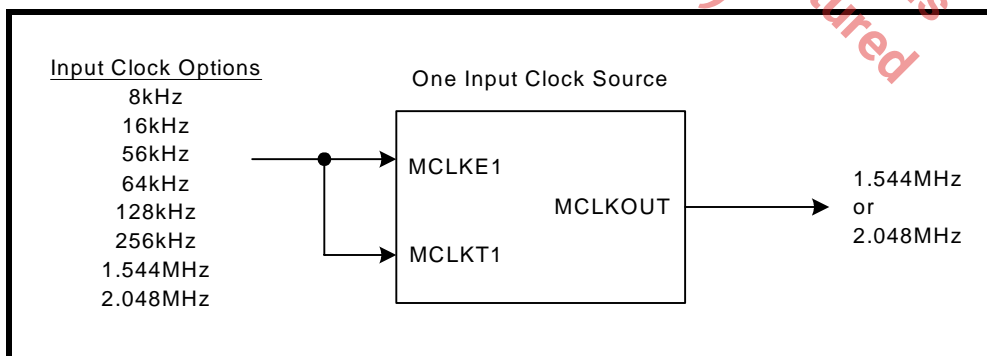 Input Clock Options
8kHz
16kHz
56kHz
64kHz
128kHz
256kHz
1.544MHz
2.048MHz
One Input Clock Source
MCLKE1
MCLKT1
MCLKOUT
1.544MHz
or
2.048MHz